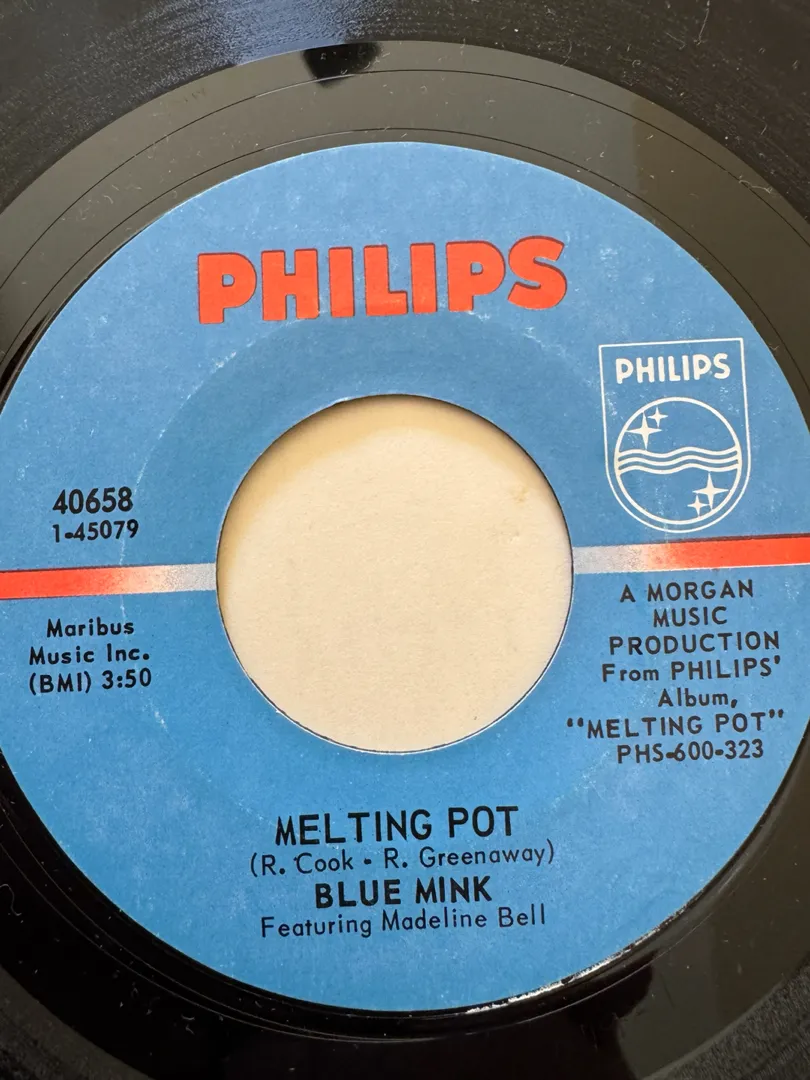 PHILIPS
PHILIPS
40658
1-45079
Maribus
Music Inc.
(BMI) 3:50
A MORGAN
MUSIC
PRODUCTION
From PHILIPS'
Album,
"MELTING POT"
PHS-600-323
MELTING POT
(R. Cook - R. Greenaway)
BLUE MINK
Featuring Madeline Bell